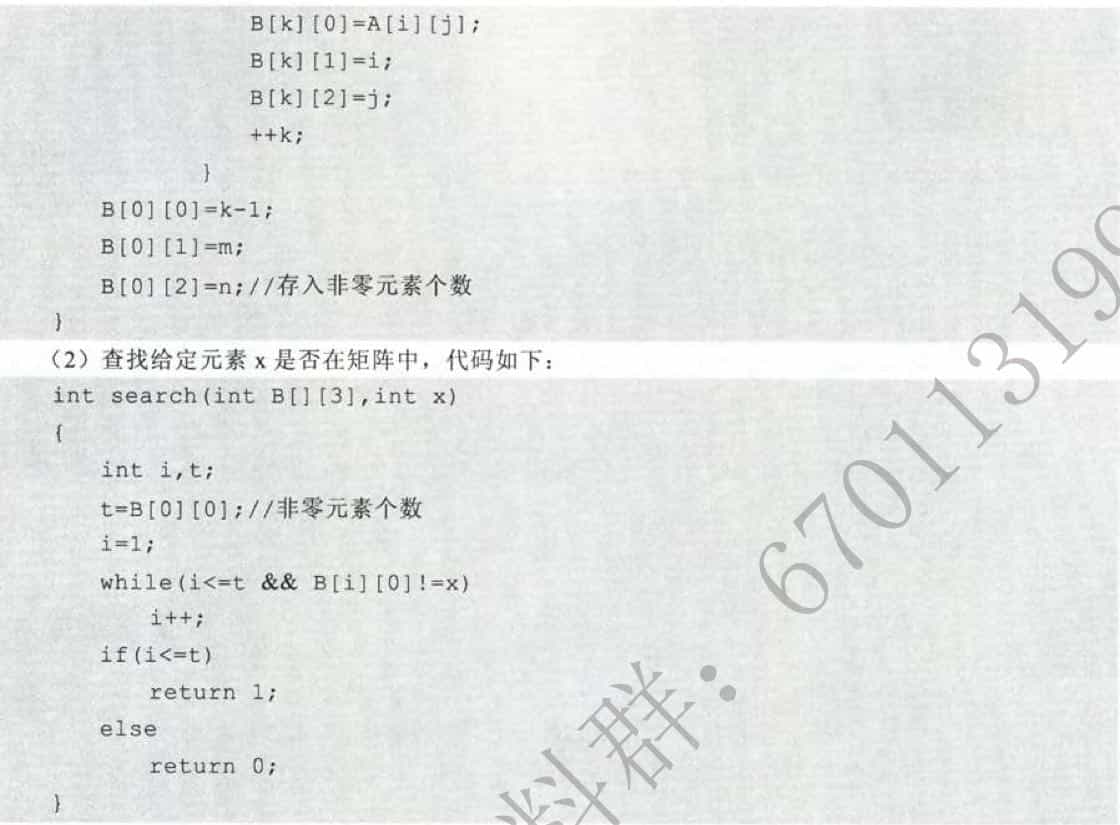 B[k][0]=A[i][j];
B[k][1]=i;
B[k][2]=j;
++k;
}
B[0][0]=k-1;
B[0][1]=m;
B[0][2]=n;//存入非零元素个数
}
（2）查找给定元素 x 是否在矩阵中，代码如下：
int search(int B[][3],int x)
{
int i,t;
t=B[0][0];//非零元素个数
i=1;
while(i<=t && B[i][0]!=x)
i++;
if(i<=t)
return 1;
else
return 0;
}
料群： 67011319